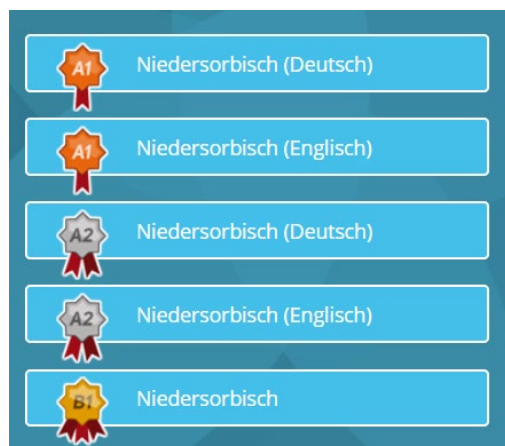 A1 Niedersorbisch (Deutsch)
A1 Niedersorbisch (Englisch)
A2 Niedersorbisch (Deutsch)
A2 Niedersorbisch (Englisch)
B1 Niedersorbisch